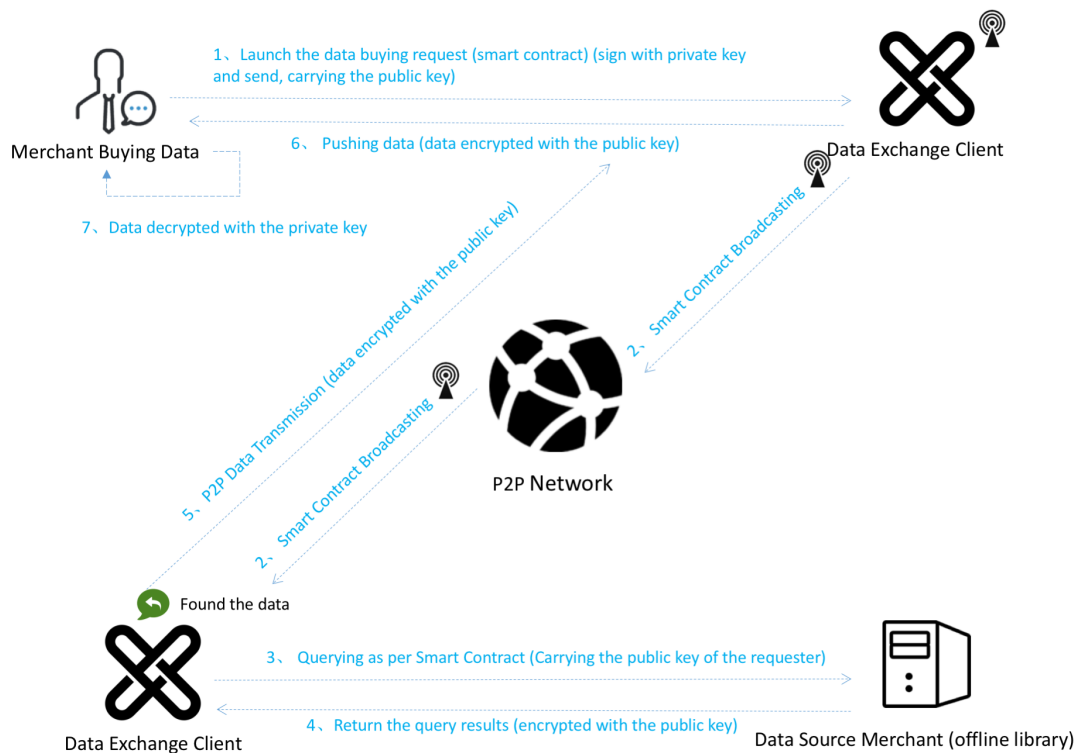 1、Launch the data buying request (smart contract) (sign with private key
and send, carrying the public key)
6、 Pushing data (data encrypted with the public key)
Merchant Buying Data
Data Exchange Client
7、Data decrypted with the private key
2、 Smart Contract Broadcasting
5、P2P Data Transmission (data encrypted with the public key)
P2P Network
2、 Smart Contract Broadcasting
Found the data
3、 Querying as per Smart Contract (Carrying the public key of the requester)
4、Return the query results (encrypted with the public key)
Data Exchange Client
Data Source Merchant (offline library)